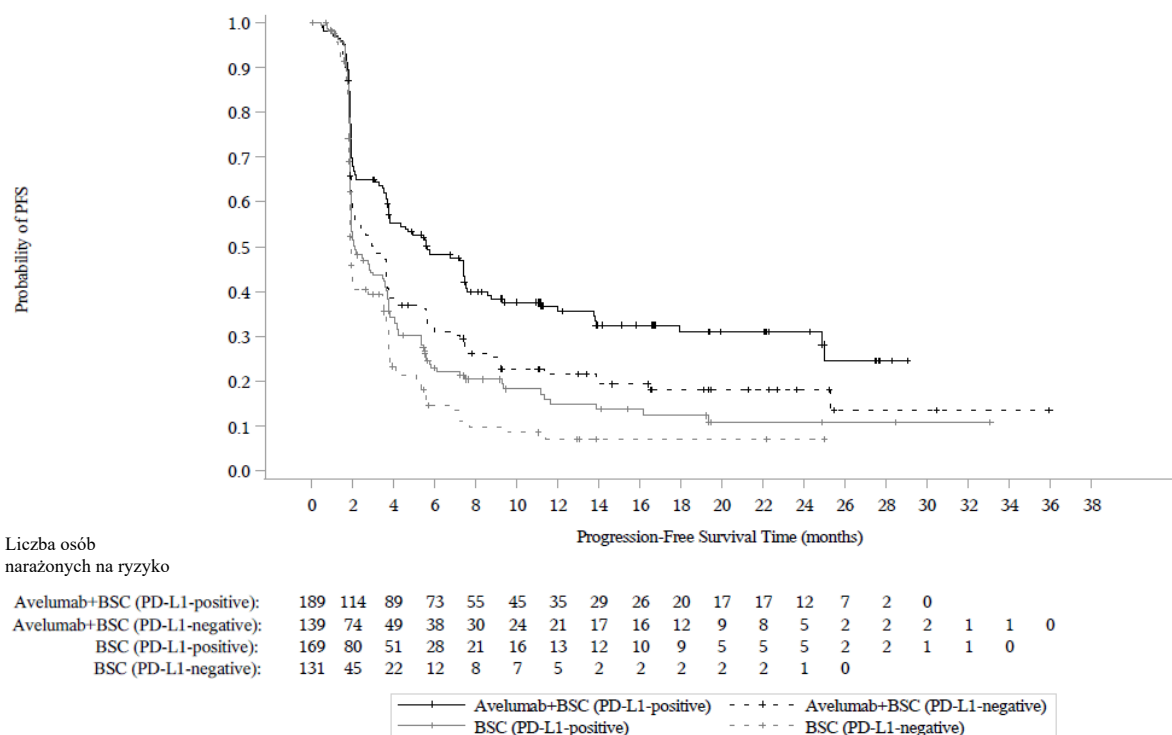 Probability of PFS
1.0
0.9
0.8
0.7
0.6
0.5
0.4
0.3
0.2
0.1
0.0
0 2 4 6 8 10 12 14 16 18 20 22 24 26 28 30 32 34 36 38
Progression-Free Survival Time (months)
Liczba osób
narażonych na ryzyko
Avelumab+BSC (PD-L1-positive): 189 114 89 73 55 45 35 29 26 20 17 17 12 7 2 0
Avelumab+BSC (PD-L1-negative): 139 74 49 38 30 24 21 17 16 12 9 8 5 2 2 2 1 1 0
BSC (PD-L1-positive): 169 80 51 28 21 16 13 12 10 9 5 5 5 2 2 1 1 0
BSC (PD-L1-negative): 131 45 22 12 8 7 5 2 2 2 2 2 1 0
Avelumab+BSC (PD-L1-positive) Avelumab+BSC (PD-L1-negative)
BSC (PD-L1-positive) BSC (PD-L1-negative)